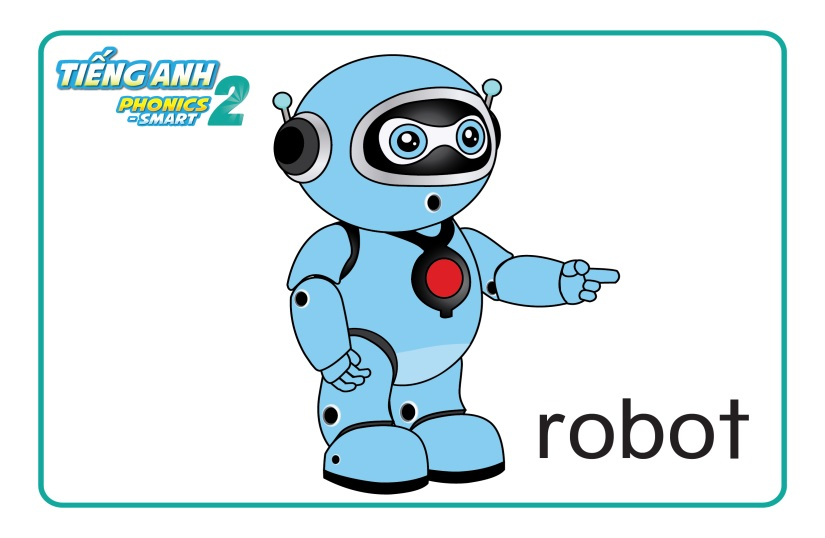 TIẾNG ANH
PHONICS 2
-SMART
robot